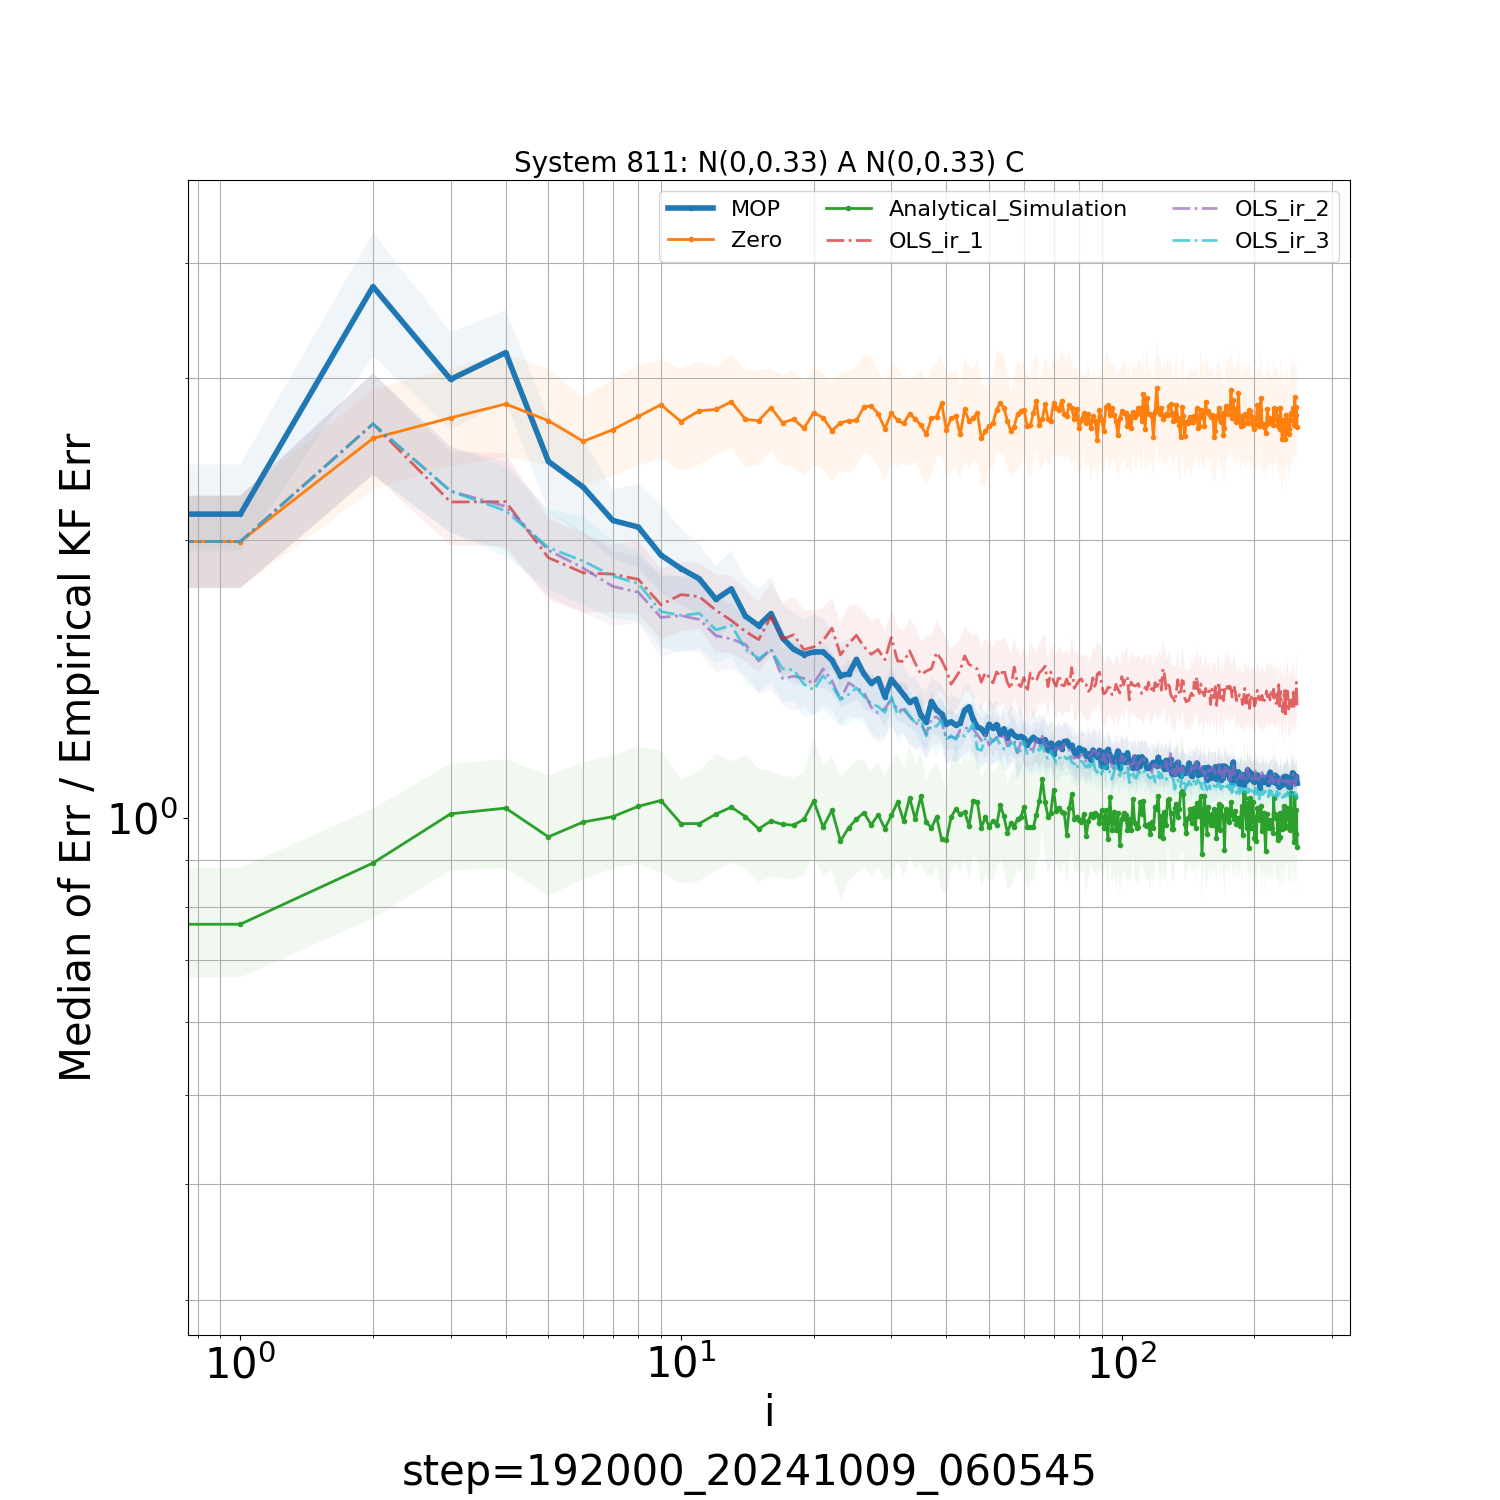 System 811: N(0,0.33) A N(0,0.33) C
MOP
Zero
Analytical_Simulation
OLS_ir_1
OLS_ir_2
OLS_ir_3
Median of Err / Empirical KF Err
10⁰
10⁰
10¹
10²
i
step=192000_20241009_060545